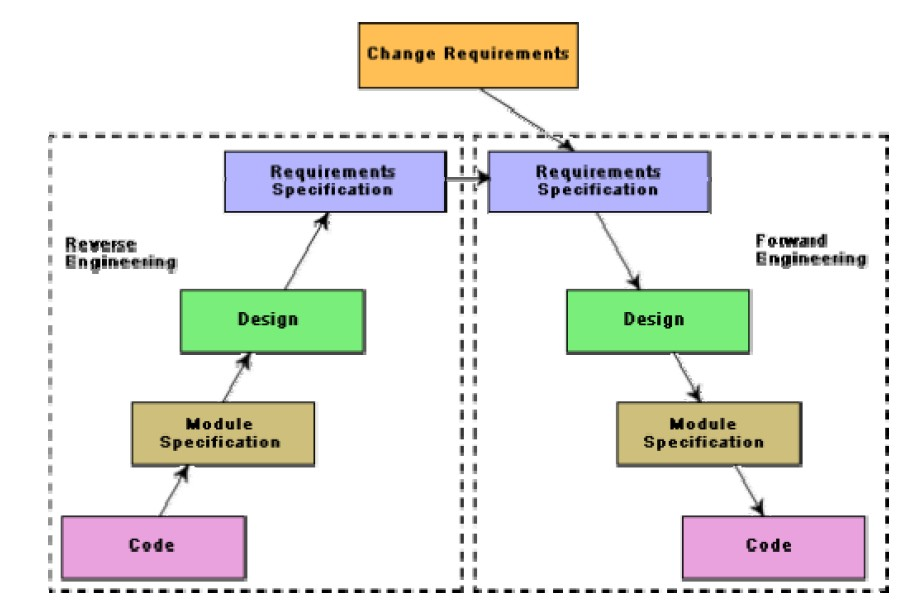 Change Requirements
Requirements
Specification
Requirements
Specification
Reverse
Engineering
Forward
Engineering
Design
Design
Module
Specification
Module
Specification
Code
Code